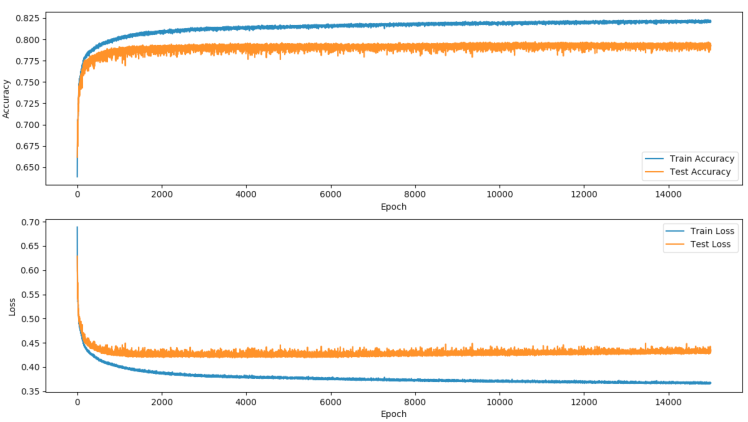 0.825
0.800
0.775
0.750
0.725
0.700
0.675
0.650
Accuracy
Train Accuracy
Test Accuracy
0 2000 4000 6000 8000 10000 12000 14000
Epoch
0.70
0.65
0.60
0.55
0.50
0.45
0.40
0.35
Loss
Train Loss
Test Loss
0 2000 4000 6000 8000 10000 12000 14000
Epoch